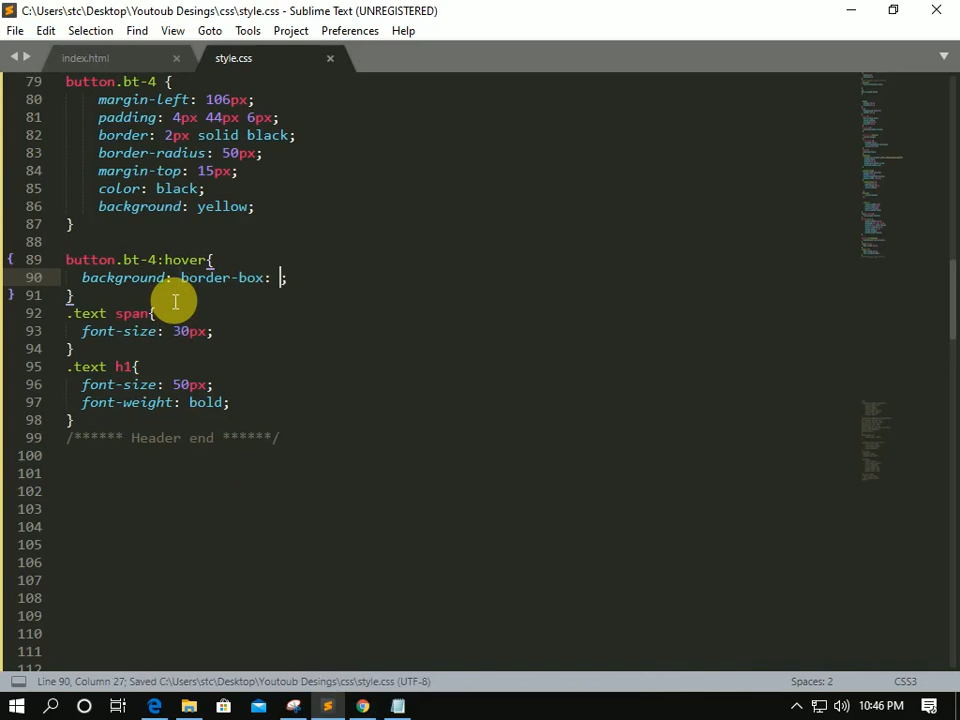 C:\Users\stc\Desktop\Youtoub Desings\css\style.css - Sublime Text (UNREGISTERED)
File Edit Selection Find View Goto Tools Project Preferences Help
index.html style.css
79 button.bt-4 {
80 margin-left: 106px;
81 padding: 4px 44px 6px;
82 border: 2px solid black;
83 border-radius: 50px;
84 margin-top: 15px;
85 color: black;
86 background: yellow;
87 }
88
89 button.bt-4:hover{
90 background: border-box: ;
91 }
92 .text span{
93 font-size: 30px;
94 }
95 .text h1{
96 font-size: 50px;
97 font-weight: bold;
98 }
99 /****** Header end ******/
100
101
102
103
104
105
106
107
108
109
110
111
112
Line 90, Column 27; Saved C:\Users\stc\Desktop\Youtoub Desings\css\style.css (UTF-8) Spaces: 2 CSS3
10:46 PM